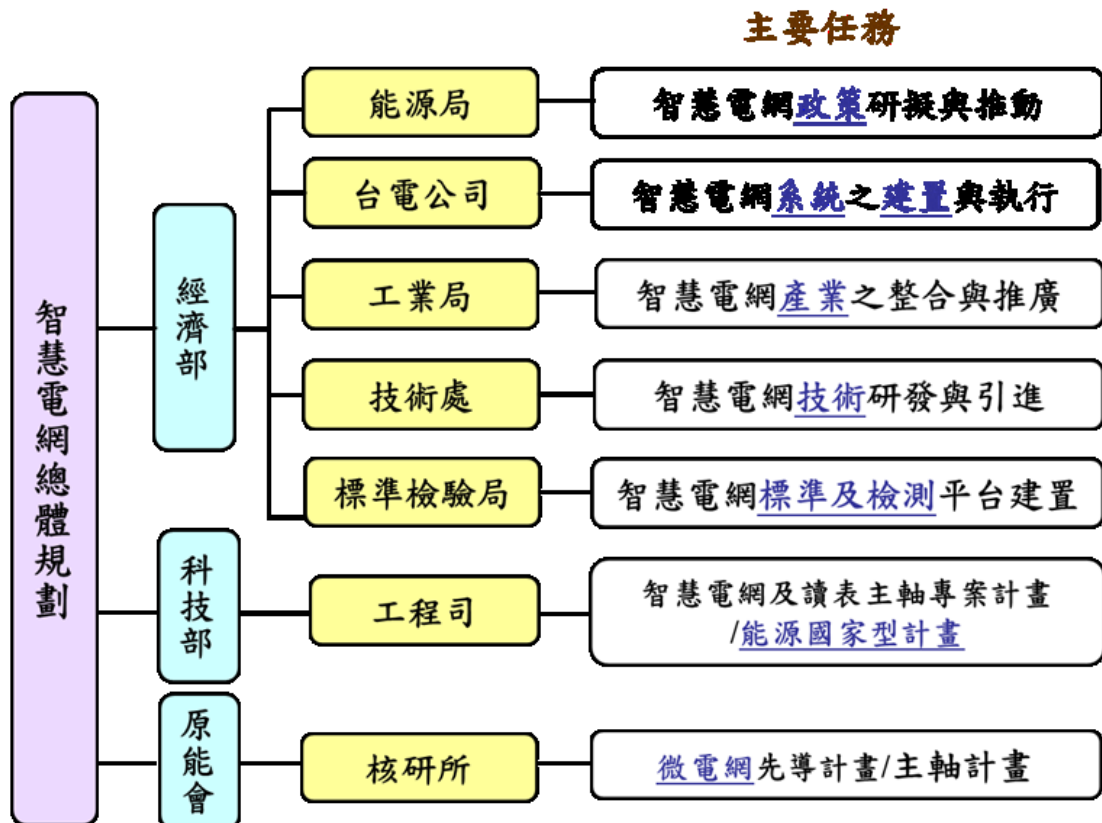 主要任務
智慧電網總體規劃
經濟部
能源局
智慧電網政策研擬與推動
台電公司
智慧電網系統之建置與執行
工業局
智慧電網產業之整合與推廣
技術處
智慧電網技術研發與引進
標準檢驗局
智慧電網標準及檢測平台建置
科技部
工程司
智慧電網及讀表主軸專案計畫
/能源國家型計畫
原能會
核研所
微電網先導計畫/主軸計畫